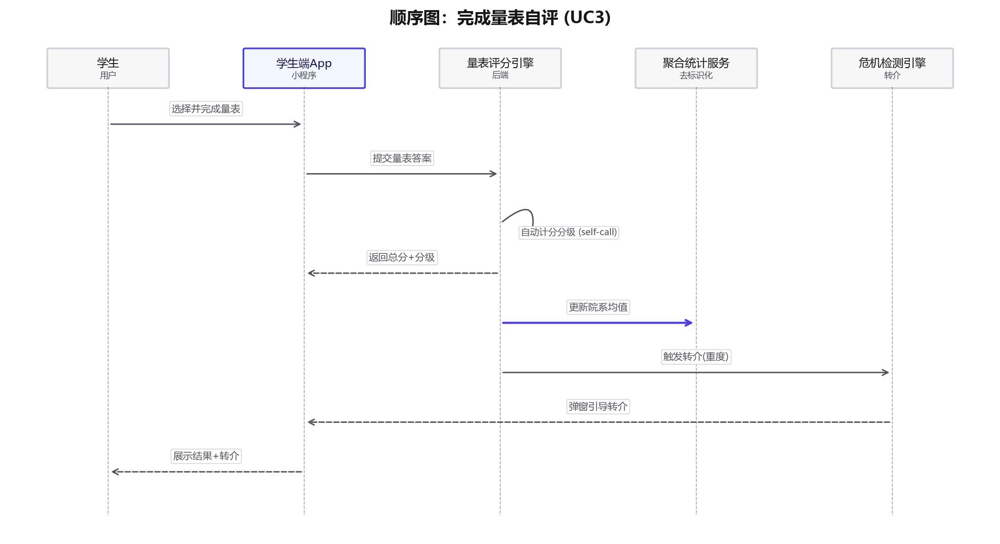 顺序图：完成量表自评 (UC3)
学生
用户
学生端App
小程序
量表评分引擎
后端
聚合统计服务
去标识化
危机检测引擎
转介
选择并完成量表
提交量表答案
自动计分分级 (self-call)
返回总分+分级
更新院系均值
触发转介(重度)
弹窗引导转介
展示结果+转介